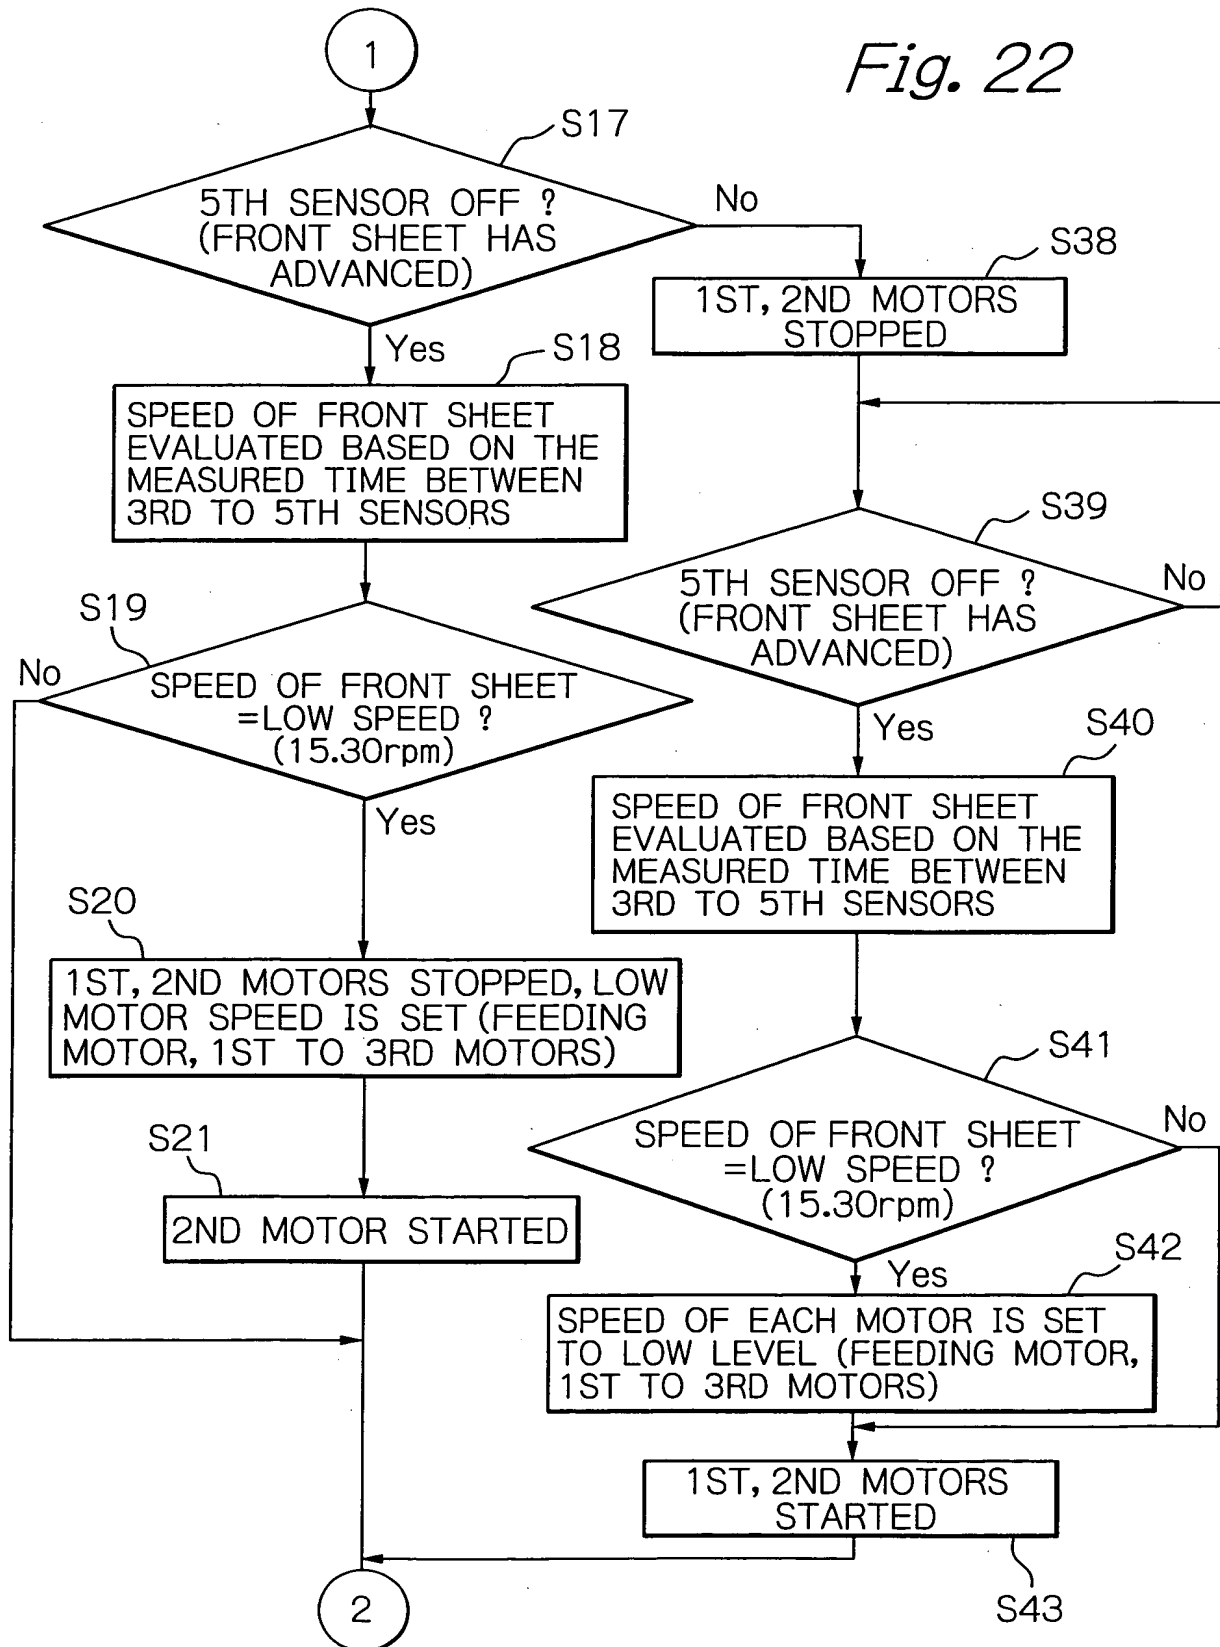 Fig. 22
1
S17
5TH SENSOR OFF ?
(FRONT SHEET HAS
ADVANCED)
No
Yes
S38
1ST, 2ND MOTORS
STOPPED
S18
SPEED OF FRONT SHEET
EVALUATED BASED ON THE
MEASURED TIME BETWEEN
3RD TO 5TH SENSORS
S39
5TH SENSOR OFF ?
(FRONT SHEET HAS
ADVANCED)
No
Yes
S19
No
SPEED OF FRONT SHEET
=LOW SPEED ?
(15.30rpm)
Yes
S40
SPEED OF FRONT SHEET
EVALUATED BASED ON THE
MEASURED TIME BETWEEN
3RD TO 5TH SENSORS
S20
1ST, 2ND MOTORS STOPPED, LOW
MOTOR SPEED IS SET (FEEDING
MOTOR, 1ST TO 3RD MOTORS)
S41
SPEED OF FRONT SHEET
=LOW SPEED ?
(15.30rpm)
No
Yes
S21
2ND MOTOR STARTED
S42
SPEED OF EACH MOTOR IS SET
TO LOW LEVEL (FEEDING MOTOR,
1ST TO 3RD MOTORS)
1ST, 2ND MOTORS
STARTED
S43
2